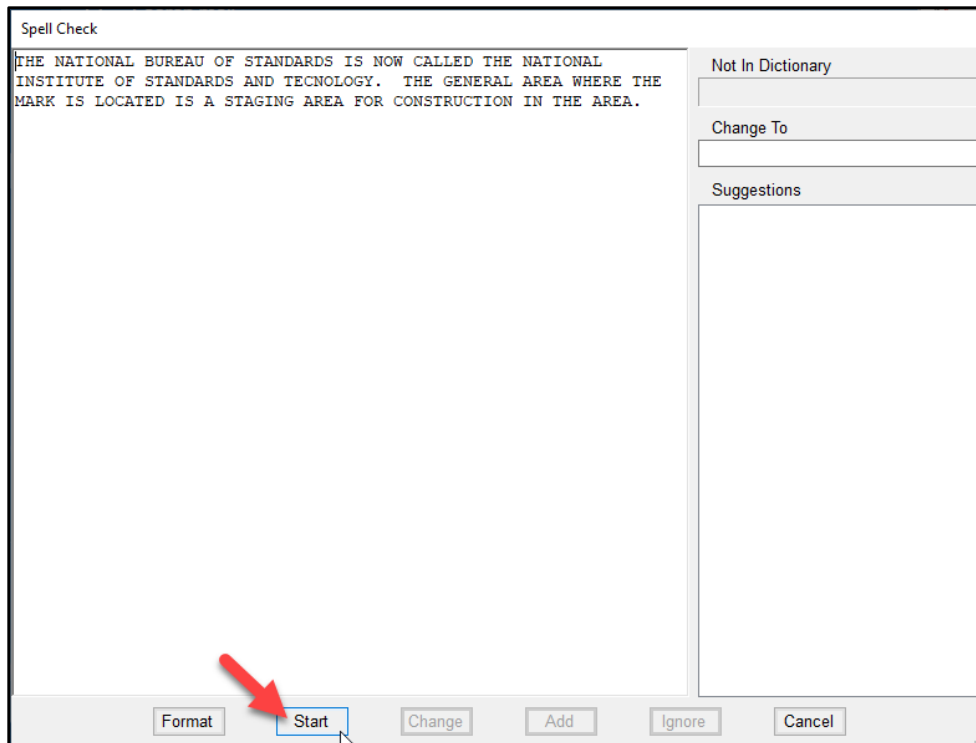 Spell Check
THE NATIONAL BUREAU OF STANDARDS IS NOW CALLED THE NATIONAL
INSTITUTE OF STANDARDS AND TECNOLOGY.  THE GENERAL AREA WHERE THE
MARK IS LOCATED IS A STAGING AREA FOR CONSTRUCTION IN THE AREA.
Not In Dictionary
Change To
Suggestions
Format Start Change Add Ignore Cancel